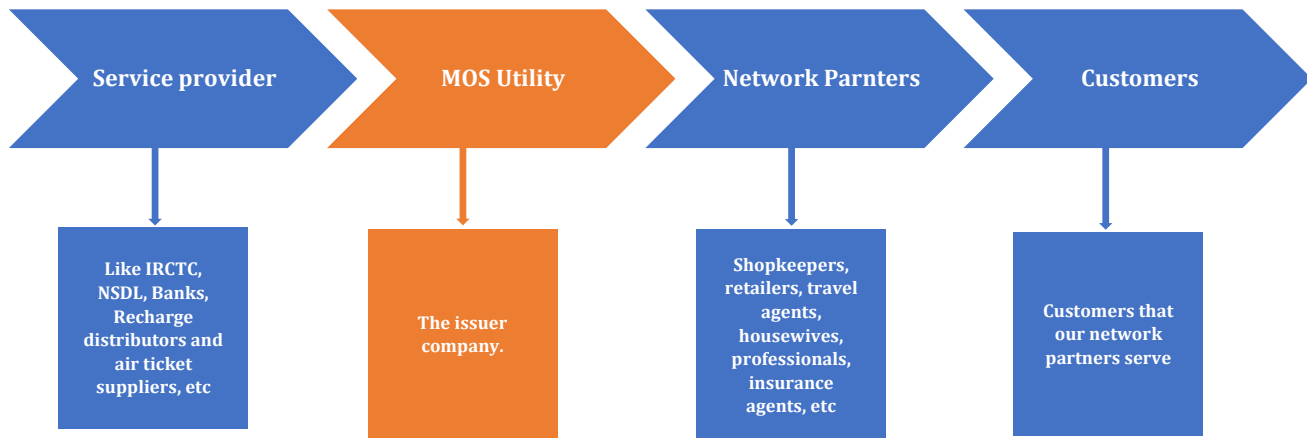 Service provider
MOS Utility
Network Parnters
Customers
Like IRCTC,
NSDL, Banks,
Recharge
distributors and
air ticket
suppliers, etc
The issuer
company.
Shopkeepers,
retailers, travel
agents,
housewives,
professionals,
insurance
agents, etc
Customers that
our network
partners serve